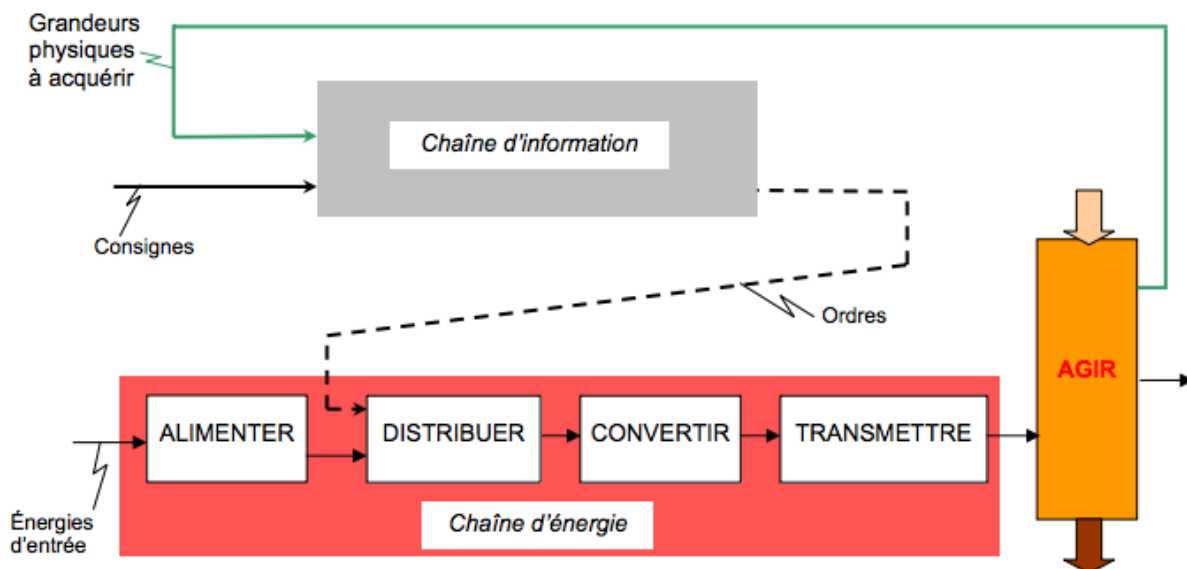 Grandeurs
physiques
à acquérir
Chaîne d'information
Consignes
Ordres
AGIR
ALIMENTER
DISTRIBUER
CONVERTIR
TRANSMETTRE
Énergies
d'entrée
Chaîne d'énergie